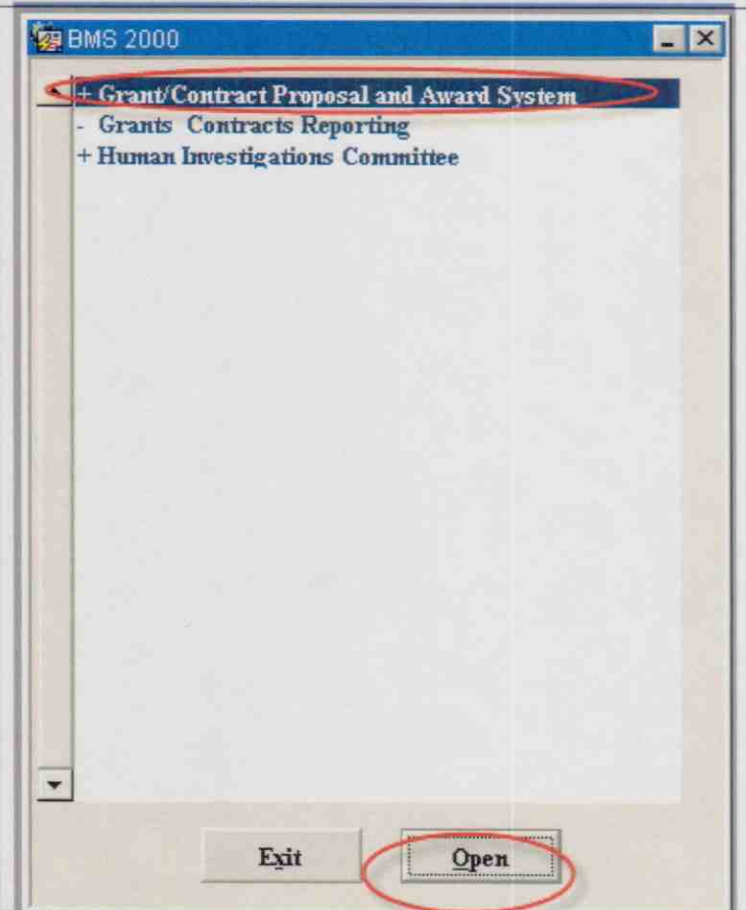 BMS 2000
+ Grant/Contract Proposal and Award System
- Grants Contracts Reporting
+ Human Investigations Committee
Exit
Open